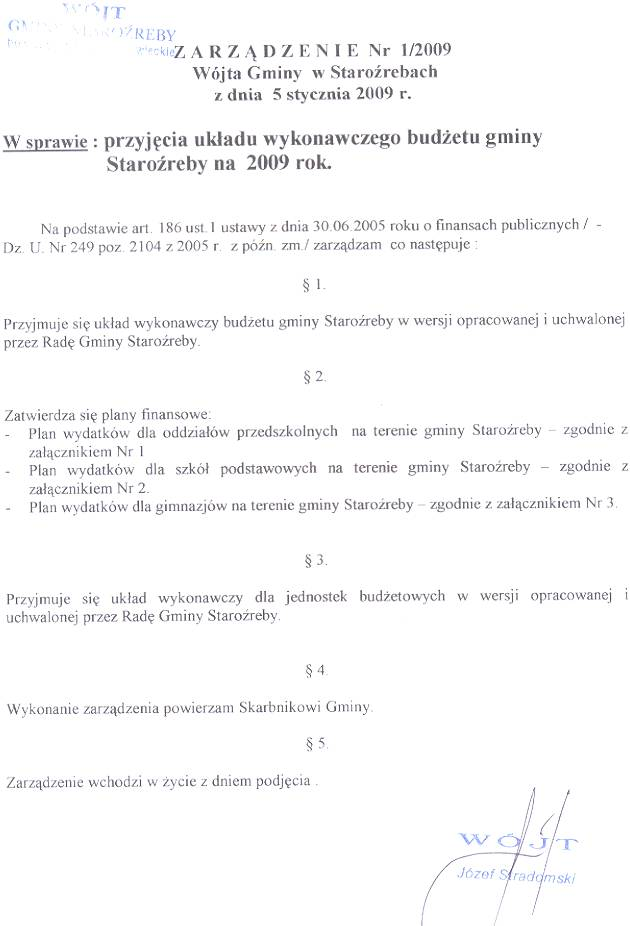 WÓJT
GMINY STAROŹREBY
Z A R Z Ą D Z E N I E Nr 1/2009
Wójta Gminy w Staroźrebach
z dnia 5 stycznia 2009 r.
W sprawie : przyjęcia układu wykonawczego budżetu gminy
Staroźreby na 2009 rok.
Na podstawie art. 186 ust.1 ustawy z dnia 30.06.2005 roku o finansach publicznych / -
Dz. U. Nr 249 poz. 2104 z 2005 r. z późn. zm./ zarządzam co następuje :
§ 1.
Przyjmuje się układ wykonawczy budżetu gminy Staroźreby w wersji opracowanej i uchwalonej
przez Radę Gminy Staroźreby.
§ 2.
Zatwierdza się plany finansowe:
- Plan wydatków dla oddziałów przedszkolnych na terenie gminy Staroźreby – zgodnie z
załącznikiem Nr 1
- Plan wydatków dla szkół podstawowych na terenie gminy Staroźreby – zgodnie z
załącznikiem Nr 2.
- Plan wydatków dla gimnazjów na terenie gminy Staroźreby – zgodnie z załącznikiem Nr 3.
§ 3.
Przyjmuje się układ wykonawczy dla jednostek budżetowych w wersji opracowanej i
uchwalonej przez Radę Gminy Staroźreby.
§ 4.
Wykonanie zarządzenia powierzam Skarbnikowi Gminy.
§ 5.
Zarządzenie wchodzi w życie z dniem podjęcia .
WÓJT
Józef Stradomski